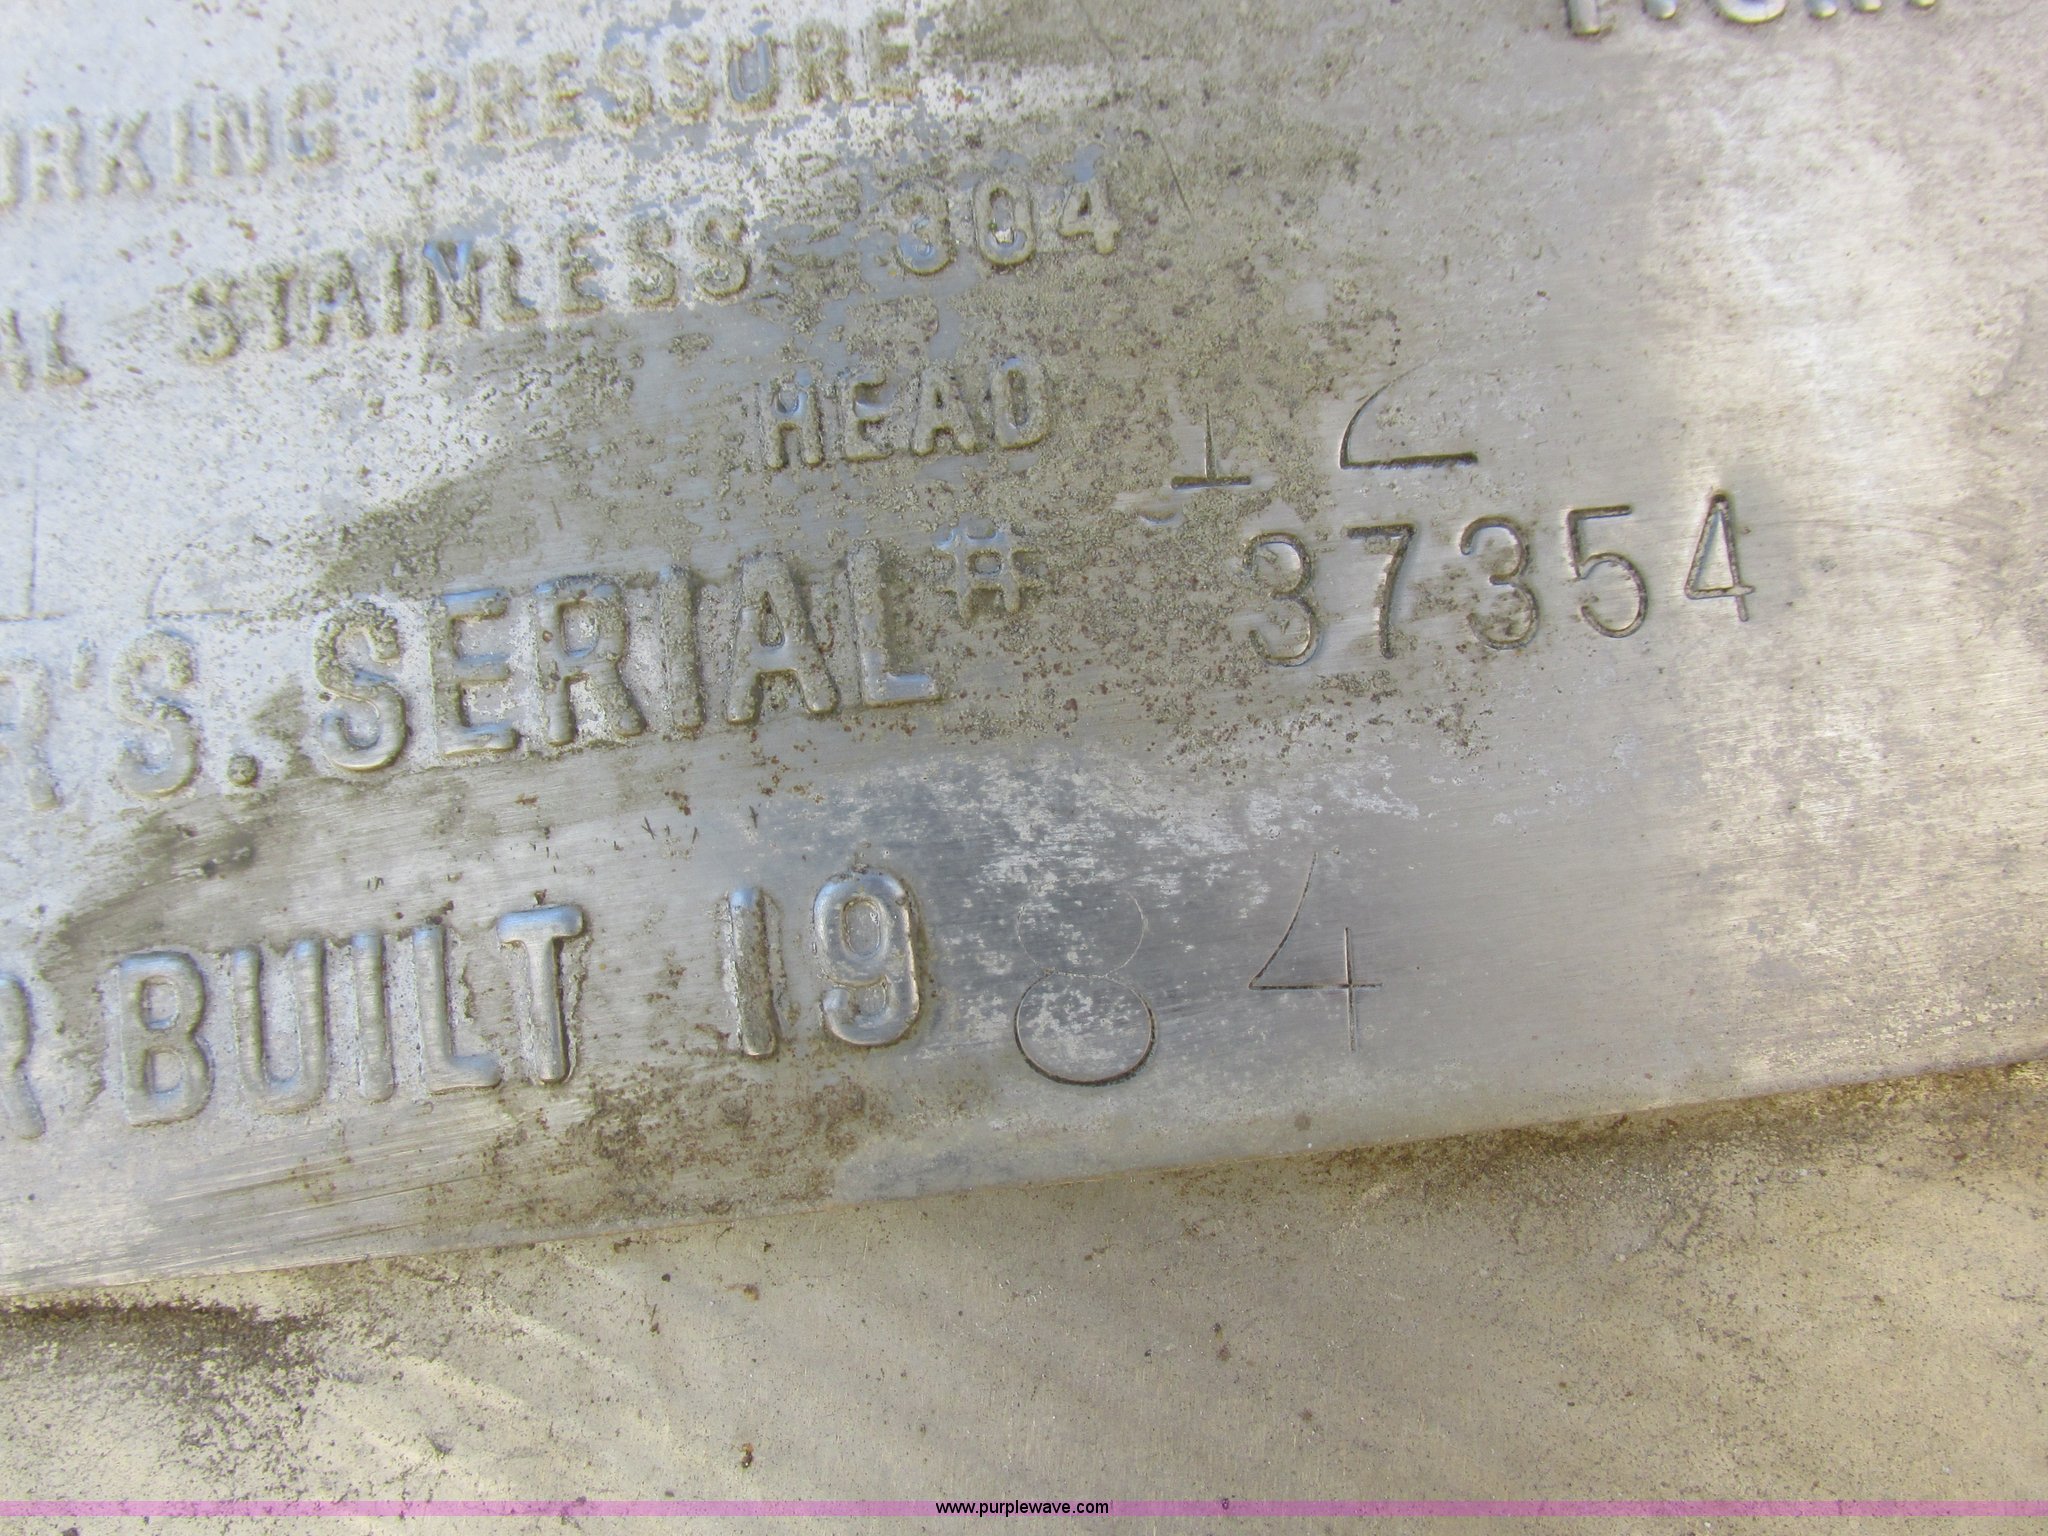 WORKING PRESSURE
STAINLESS 304
HEAD 12
R'S. SERIAL # 37354
R BUILT 1984
www.purplewave.com